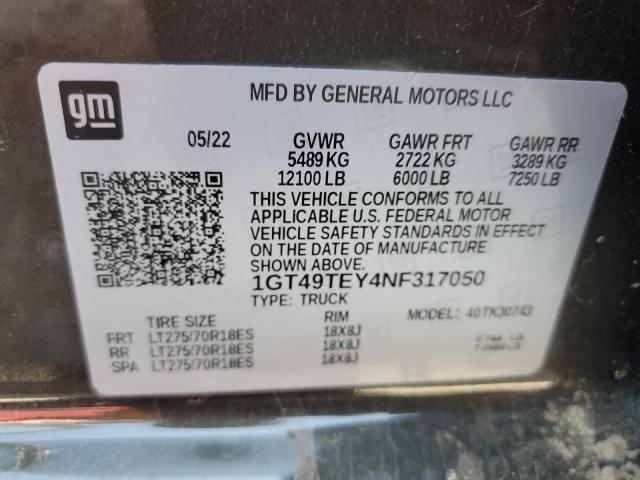 gm
MFD BY GENERAL MOTORS LLC
05/22 GVWR GAWR FRT GAWR RR
5489 KG 2722 KG 3289 KG
12100 LB 6000 LB 7250 LB
THIS VEHICLE CONFORMS TO ALL
APPLICABLE U.S. FEDERAL MOTOR
VEHICLE SAFETY STANDARDS IN EFFECT
ON THE DATE OF MANUFACTURE
SHOWN ABOVE.
1GT49TEY4NF317050
TYPE: TRUCK MODEL: 40TK30743
TIRE SIZE RIM
FRT LT275/70R18ES 18X8J
RR LT275/70R18ES 18X8J
SPA LT275/70R18ES 18X8J